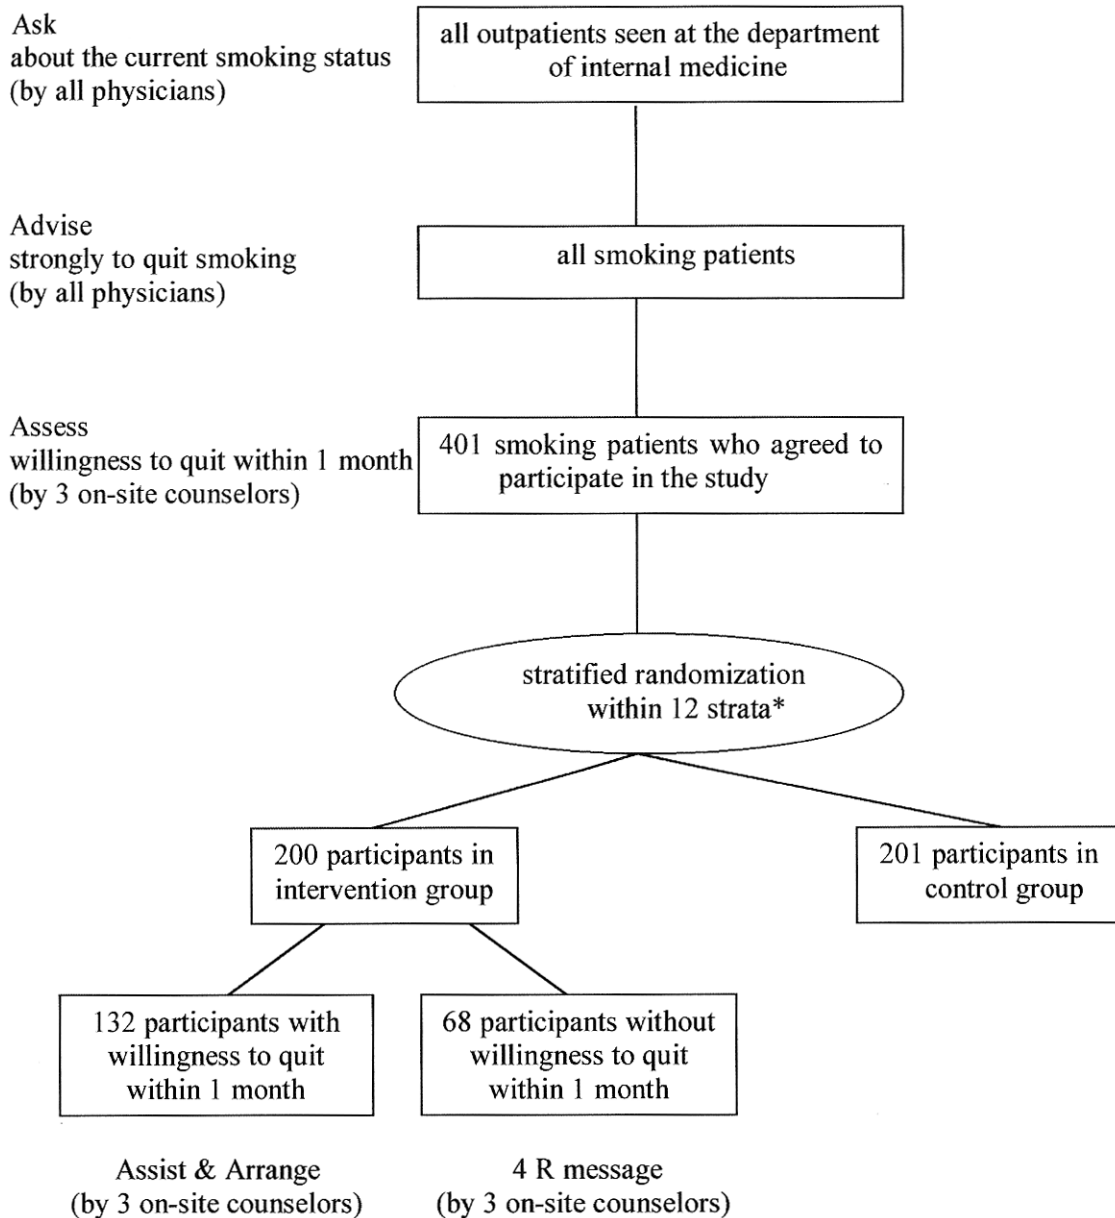 Ask
about the current smoking status
(by all physicians)
all outpatients seen at the department
of internal medicine
Advise
strongly to quit smoking
(by all physicians)
all smoking patients
Assess
willingness to quit within 1 month
(by 3 on-site counselors)
401 smoking patients who agreed to
participate in the study
stratified randomization
within 12 strata*
200 participants in
intervention group
201 participants in
control group
132 participants with
willingness to quit
within 1 month
68 participants without
willingness to quit
within 1 month
Assist & Arrange
(by 3 on-site counselors)
4 R message
(by 3 on-site counselors)